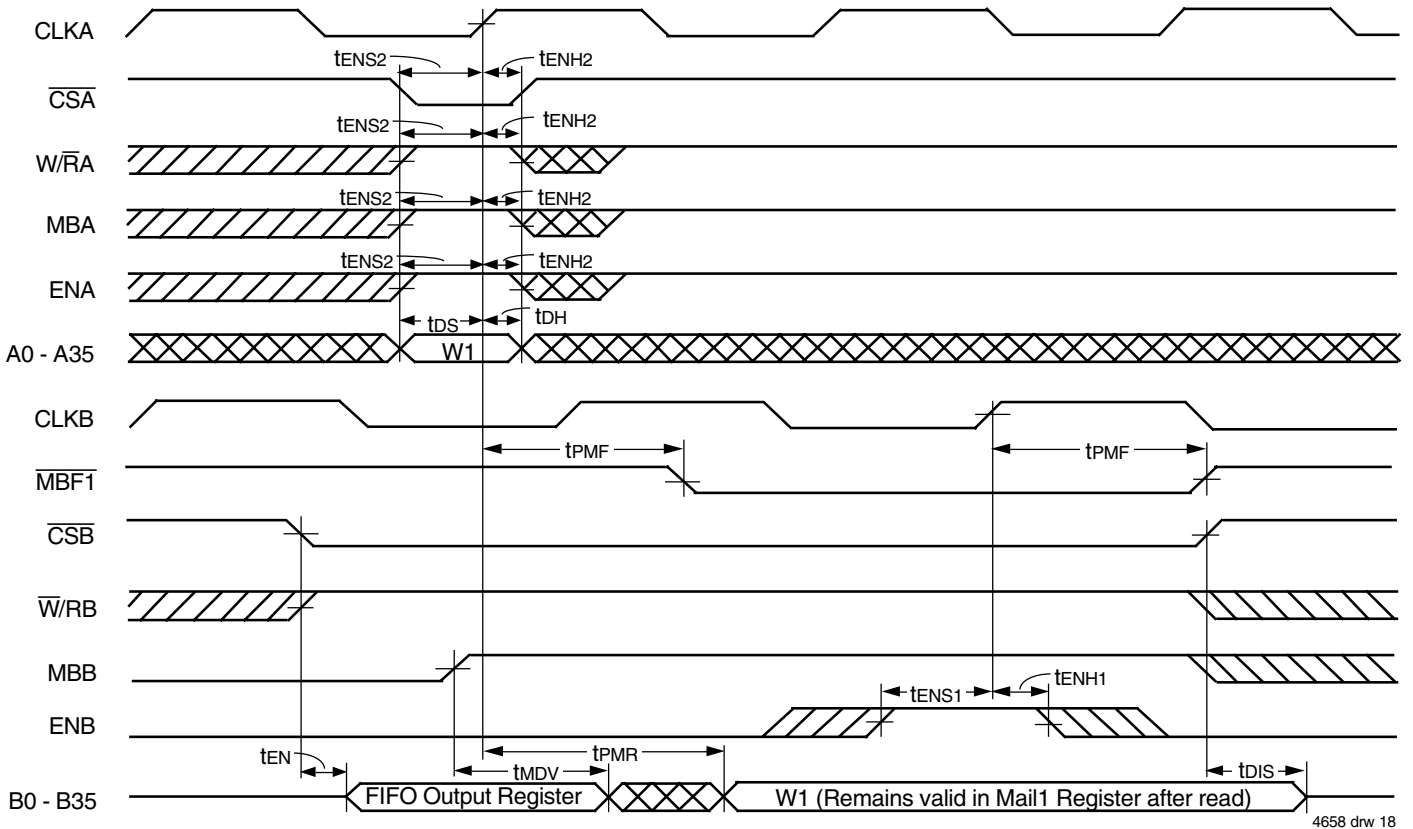 CLKA
tENS2 tENH2
CSA
tENS2 tENH2
W/RA
tENS2 tENH2
MBA
tENS2 tENH2
ENA
tDS tDH
A0 - A35 W1
CLKB
tPMF tPMF
MBF1
CSB
W/RB
MBB
tENS1 tENH1
ENB
tEN tPMR
tMDV tDIS
B0 - B35 FIFO Output Register W1 (Remains valid in Mail1 Register after read)
4658 drw 18